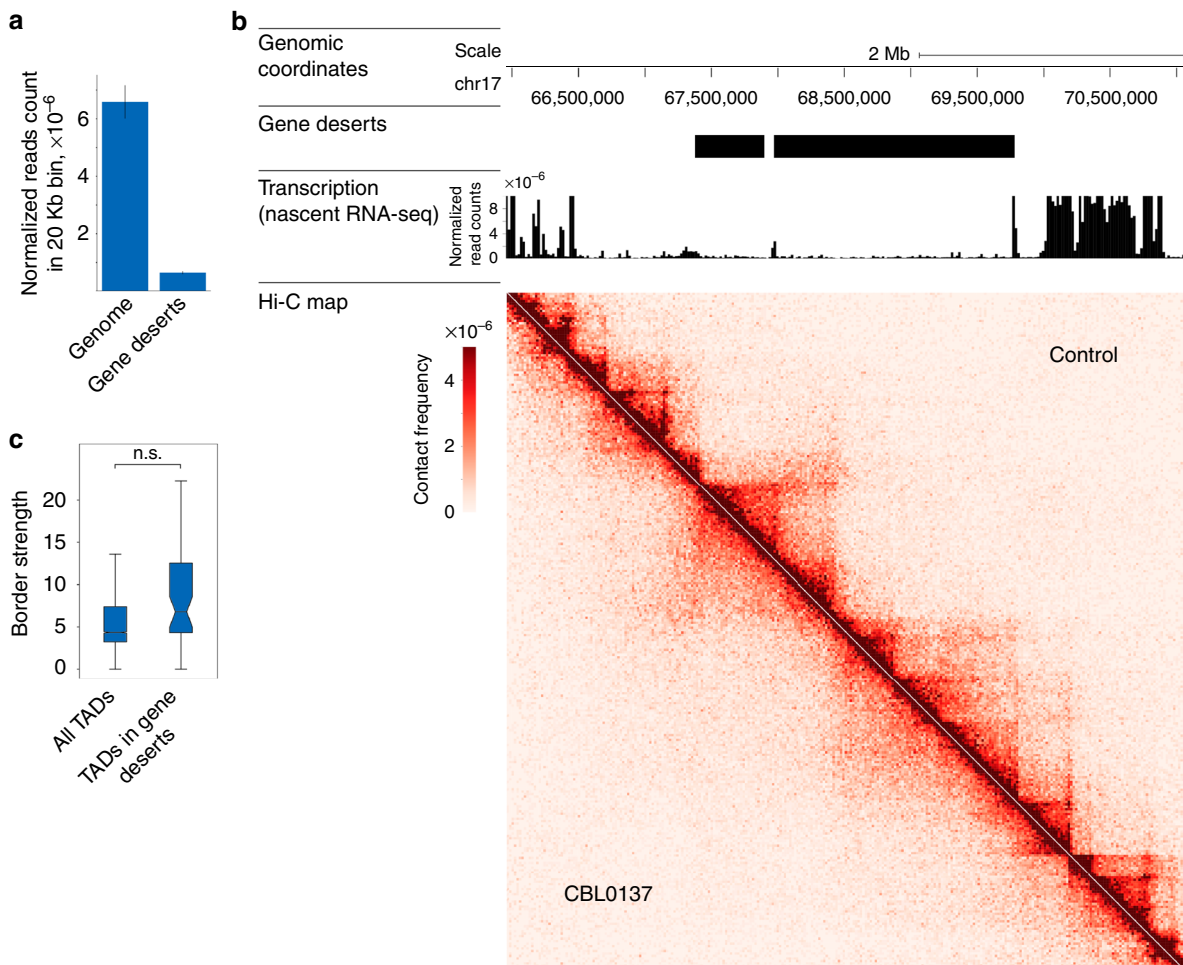 a
Normalized reads count
in 20 Kb bin, ×10⁻⁶
6
4
2
Genome
Gene deserts
b
Genomic
coordinates
Scale
chr17
2 Mb
66,500,000 67,500,000 68,500,000 69,500,000 70,500,000
Gene deserts
Transcription
(nascent RNA-seq)
Normalized
read counts
×10⁻⁶
8
4
0
Hi-C map
×10⁻⁶
Contact frequency
4
2
0
Control
CBL0137
c
n.s.
Border strength
20
15
10
5
0
All TADs
TADs in gene
deserts